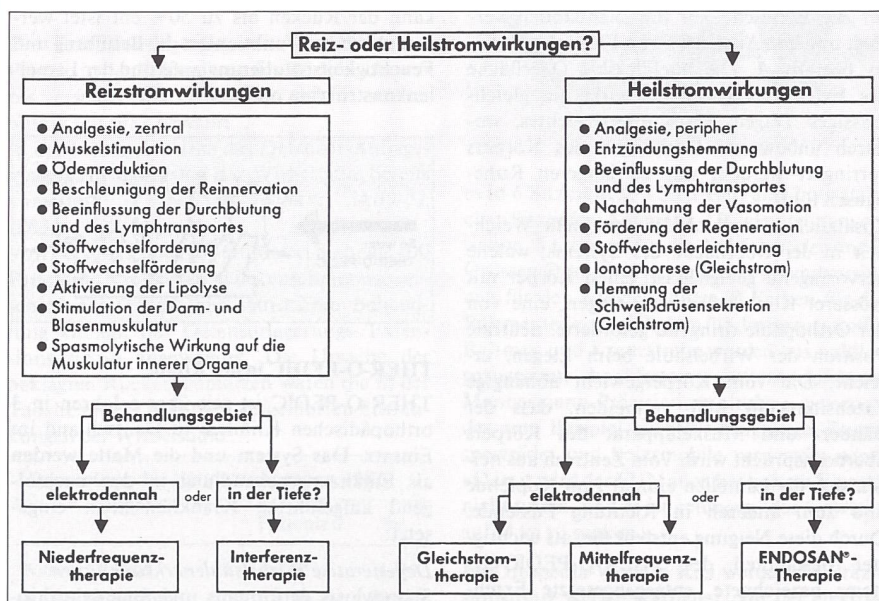 Reiz- oder Heilstromwirkungen?
Reizstromwirkungen
● Analgesie, zentral
● Muskelstimulation
● Ödemreduktion
● Beschleunigung der Reinnervation
● Beeinflussung der Durchblutung
und des Lymphtransportes
● Stoffwechselförderung
● Stoffwechselförderung
● Aktivierung der Lipolyse
● Stimulation der Darm- und
Blasenmuskulatur
● Spasmolytische Wirkung auf die
Muskulatur innerer Organe
Behandlungsgebiet
elektrodennah oder in der Tiefe?
Niederfrequenz-
therapie
Interferenz-
therapie
Heilstromwirkungen
● Analgesie, peripher
● Entzündungshemmung
● Beeinflussung der Durchblutung
und des Lymphtransportes
● Nachahmung der Vasomotion
● Förderung der Regeneration
● Stoffwechselerleichterung
● Iontophorese (Gleichstrom)
● Hemmung der
Schweißdrüsensekretion
(Gleichstrom)
Behandlungsgebiet
elektrodennah oder in der Tiefe?
Gleichstrom-
therapie
Mittelfrequenz-
therapie
ENDOSAN®-
Therapie